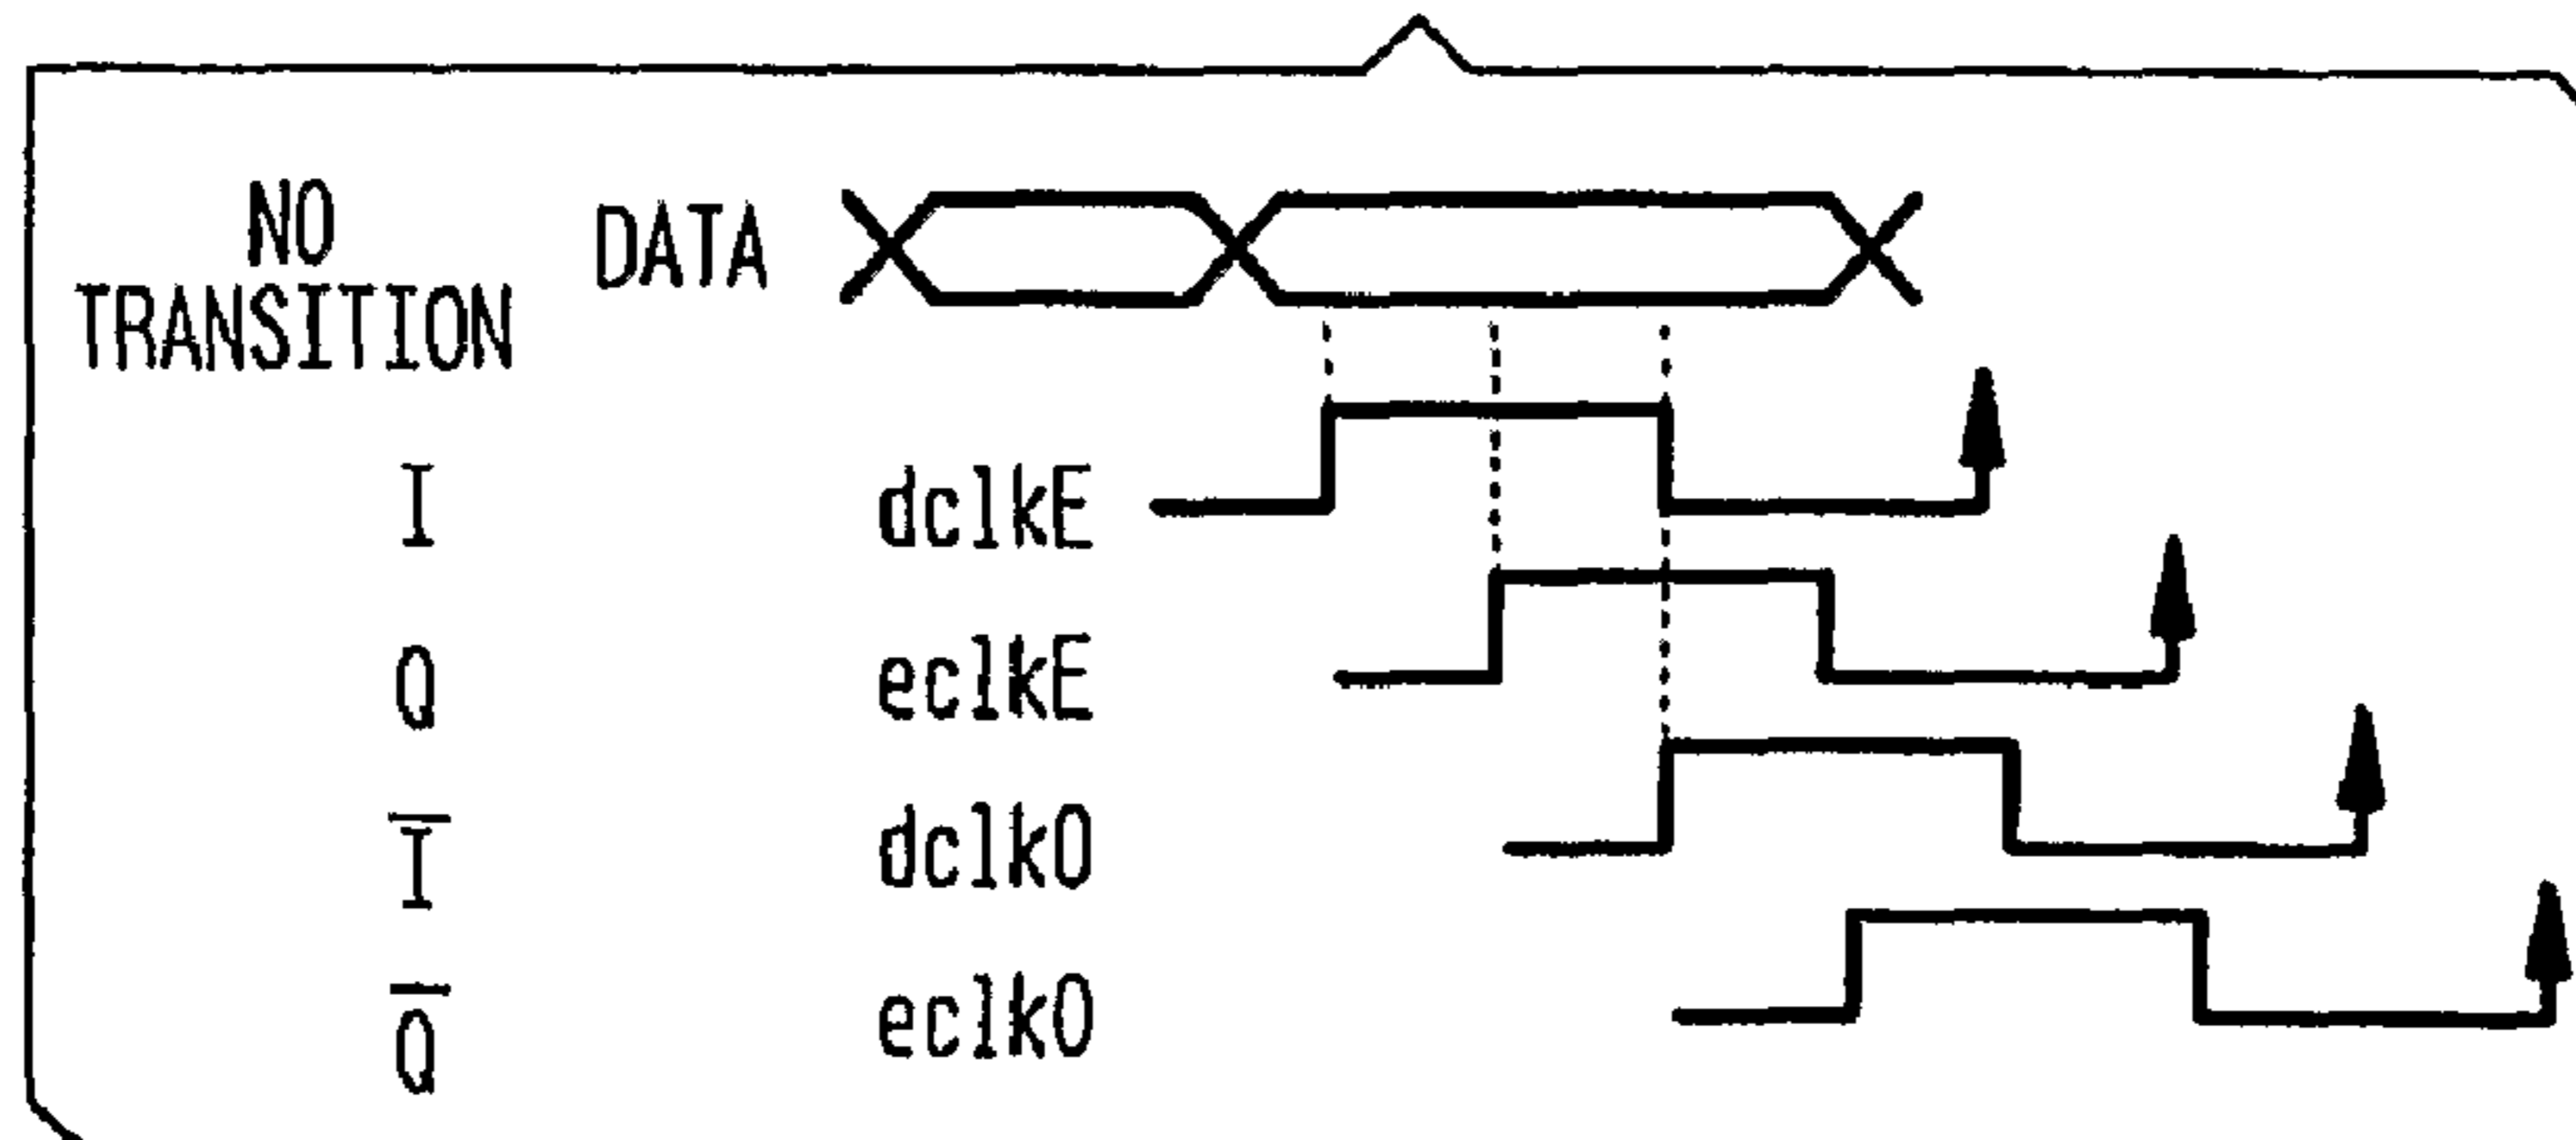 NO
TRANSITION
DATA
I dclkE
Q eclkE
I̅ dclkO
Q̅ eclkO